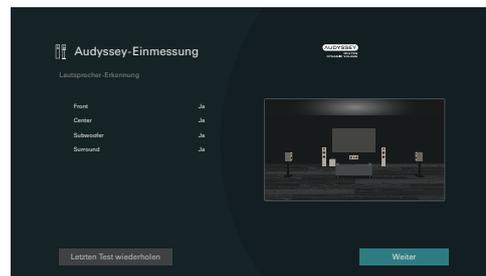 Audyssey-Einmessung
AUDYSSEY
Lautsprecher-Erkennung
Front Ja
Center Ja
Subwoofer Ja
Surround Ja
Letzten Test wiederholen
Weiter